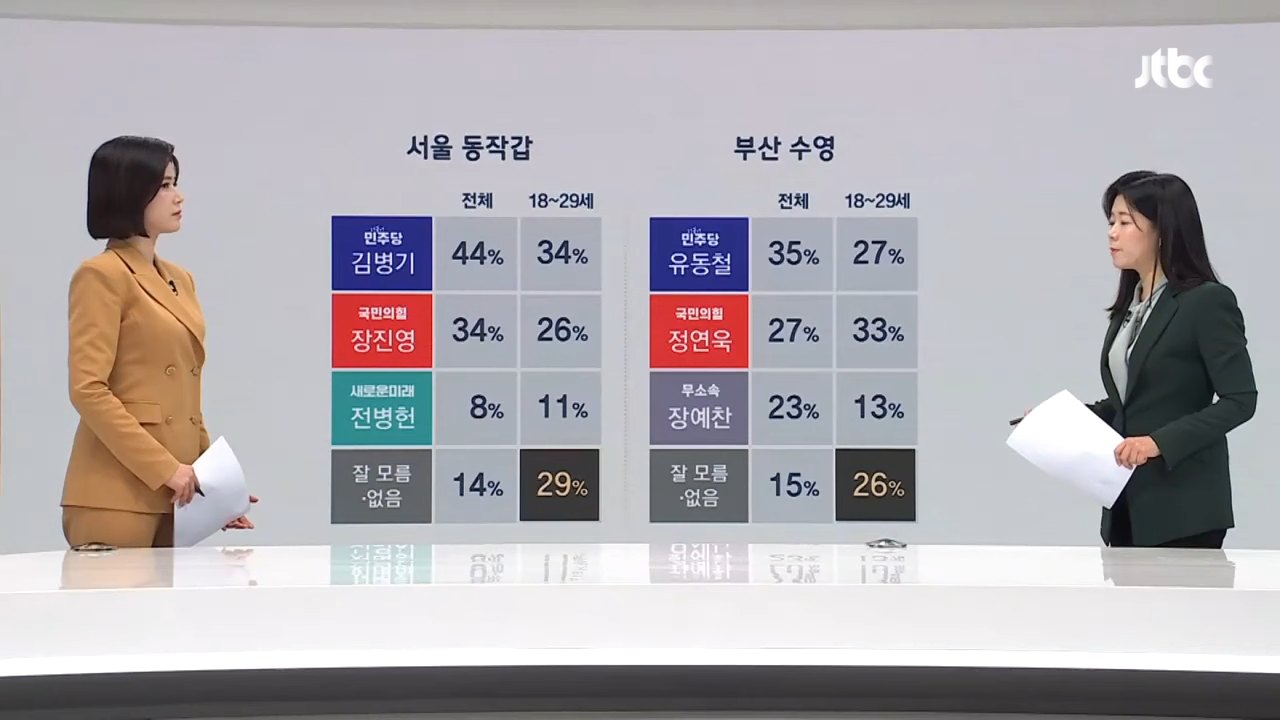 jtbc
서울 동작갑
전체 18~29세
민주당 김병기 44% 34%
국민의힘 장진영 34% 26%
새로운미래 전병헌 8% 11%
잘 모름·없음 14% 29%
부산 수영
전체 18~29세
민주당 유동철 35% 27%
국민의힘 정연욱 27% 33%
무소속 장예찬 23% 13%
잘 모름·없음 15% 26%